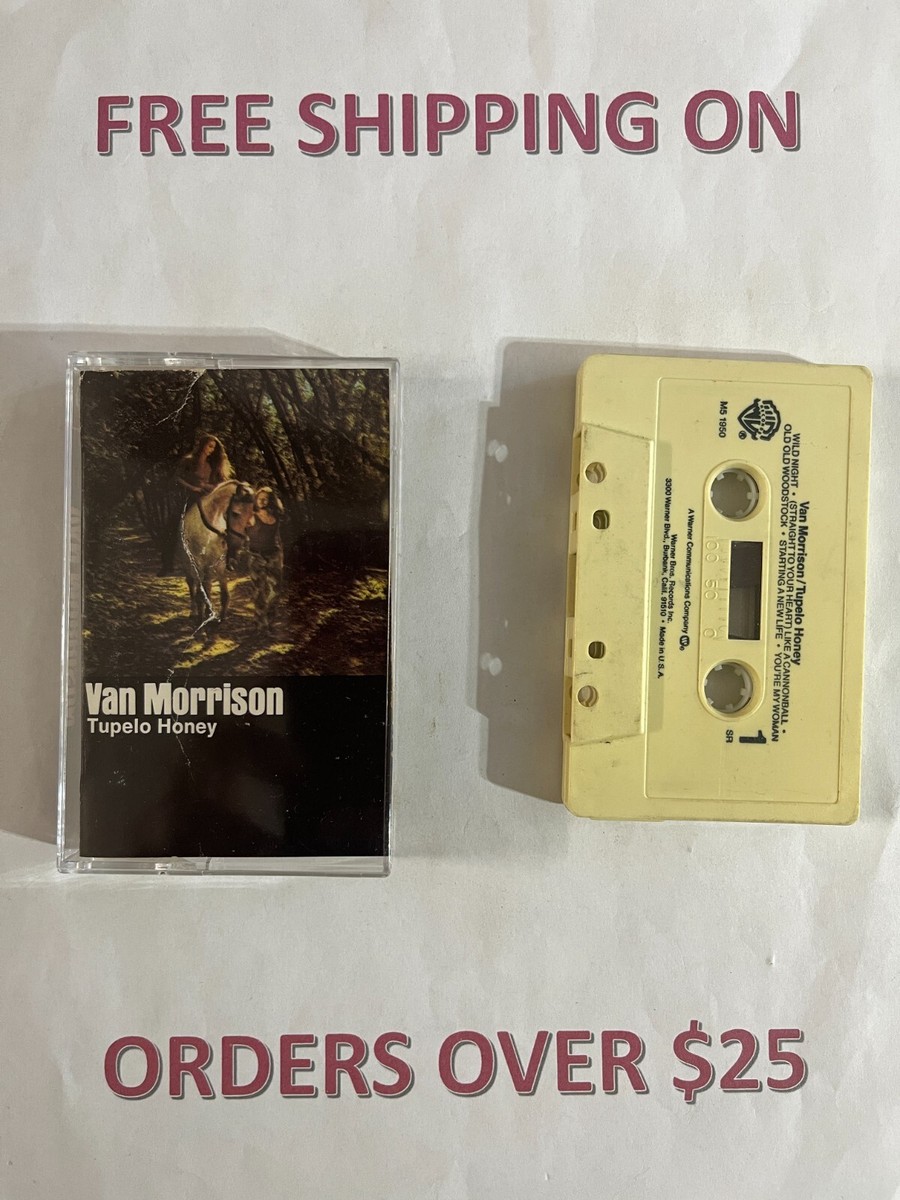 FREE SHIPPING ON
Van Morrison
Tupelo Honey
Van Morrison/Tupelo Honey
WILD NIGHT • (STRAIGHT TO YOUR HEART) LIKE A CANNONBALL •
OLD OLD WOODSTOCK • STARTING A NEW LIFE • YOU'RE MY WOMAN
M5 1950
®
1
SR
A Warner Communications Company
Warner Bros. Records Inc.
3300 Warner Blvd., Burbank, Calif. 91510 • Made in U.S.A.
ORDERS OVER $25